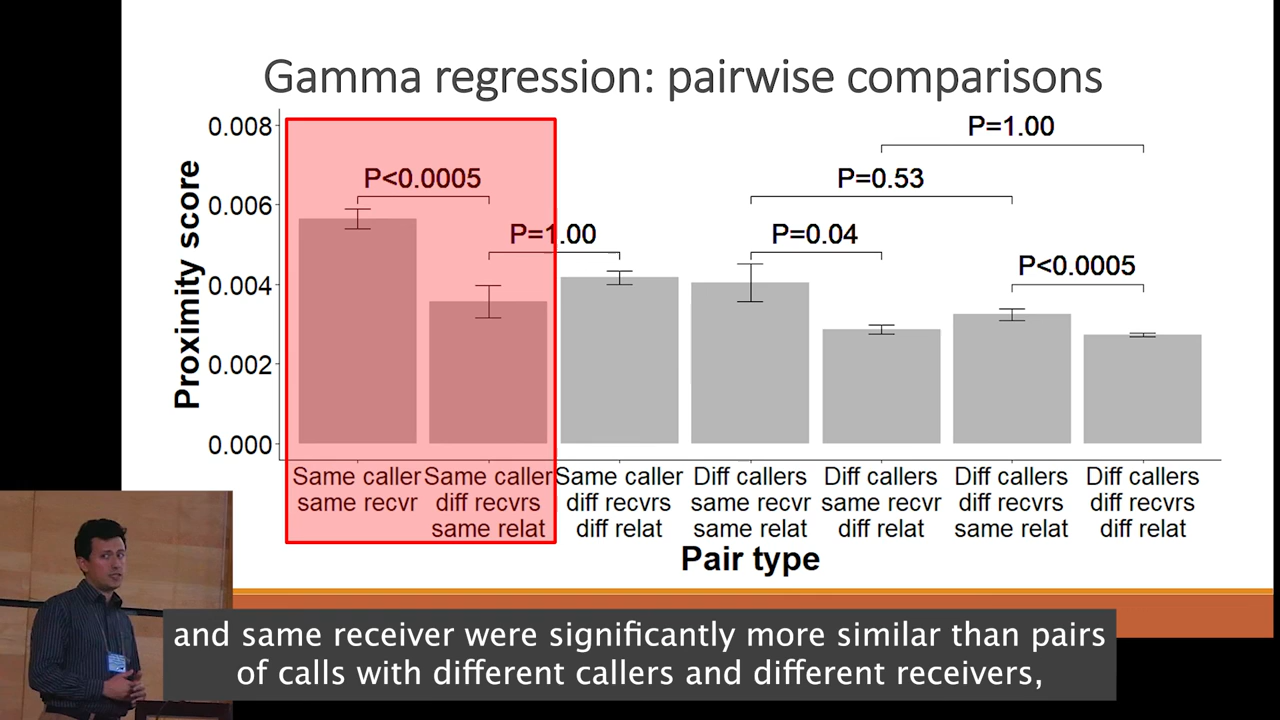 Gamma regression: pairwise comparisons
Proximity score
0.008
0.006
0.004
0.002
0.000
P<0.0005
P=1.00
P=0.53
P=0.04
P=1.00
P<0.0005
Same caller
same recvr
Same caller
diff recvrs
same relat
Same caller
diff recvrs
diff relat
Diff callers
same recvr
same relat
Diff callers
same recvr
diff relat
Diff callers
diff recvrs
same relat
Diff callers
diff recvrs
diff relat
Pair type
and same receiver were significantly more similar than pairs
of calls with different callers and different receivers,